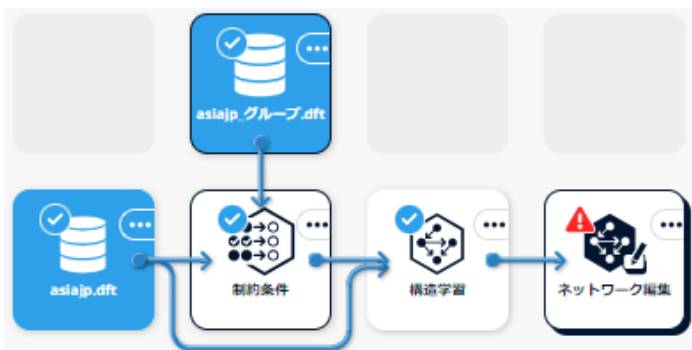 asiajp_グループ.dft
asiajp.dft
制約条件
構造学習
ネットワーク編集